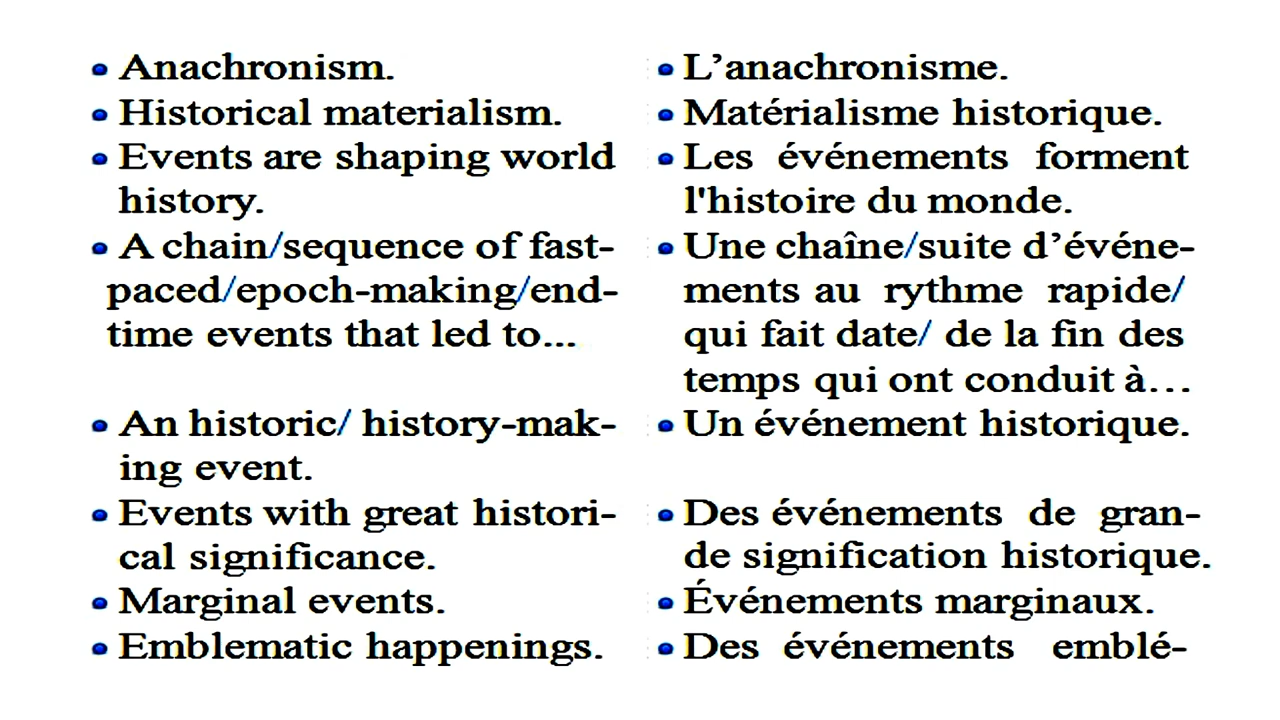 • Anachronism.
• Historical materialism.
• Events are shaping world
history.
• A chain/sequence of fast-
paced/epoch-making/end-
time events that led to...
• An historic/ history-mak-
ing event.
• Events with great histori-
cal significance.
• Marginal events.
• Emblematic happenings.
• L’anachronisme.
• Matérialisme historique.
• Les événements forment
l'histoire du monde.
• Une chaîne/suite d’événe-
ments au rythme rapide/
qui fait date/ de la fin des
temps qui ont conduit à…
• Un événement historique.
• Des événements de gran-
de signification historique.
• Événements marginaux.
• Des événements emblé-